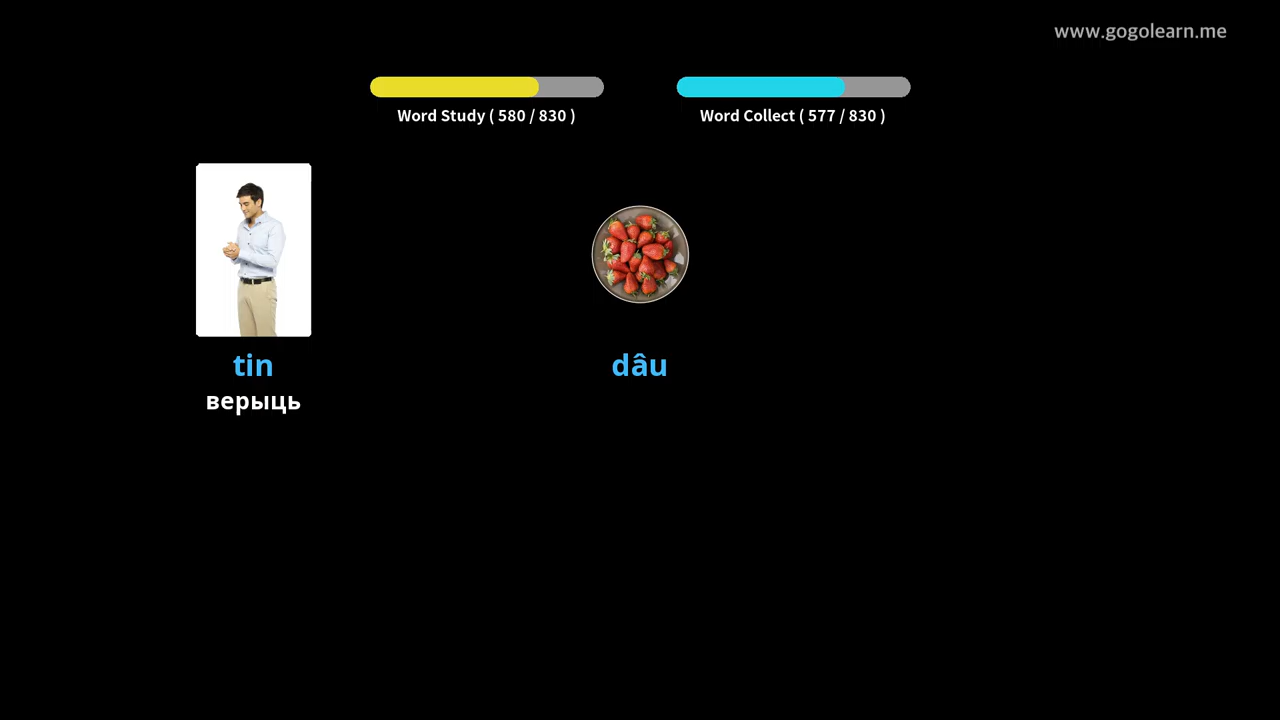 www.gogolearn.me
Word Study ( 580 / 830 )
Word Collect ( 577 / 830 )
tin
dâu
верыць